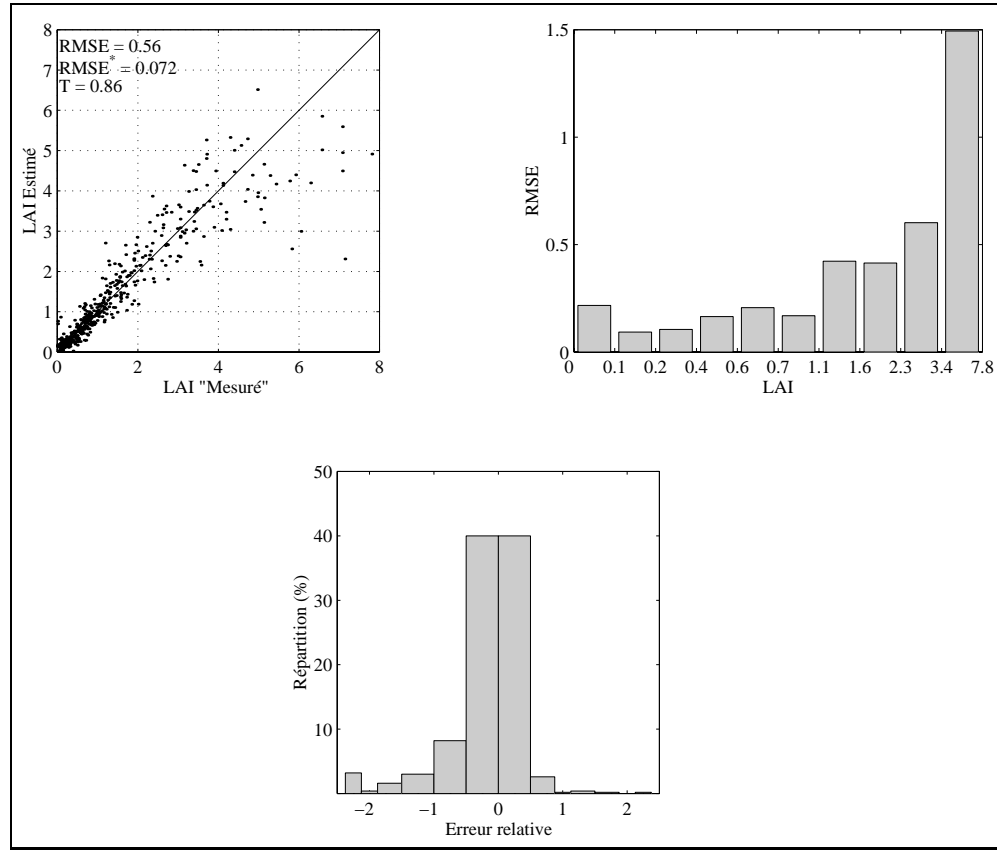 RMSE = 0.56
RMSE* = 0.072
T = 0.86
8
7
6
5
4
3
2
1
0
0 2 4 6 8
LAI Estimé
LAI "Mesuré"
1.5
1
0.5
0
RMSE
0 0.1 0.2 0.4 0.6 0.7 1.1 1.6 2.3 3.4 7.8
LAI
50
40
30
20
10
Répartition (%)
−2 −1 0 1 2
Erreur relative